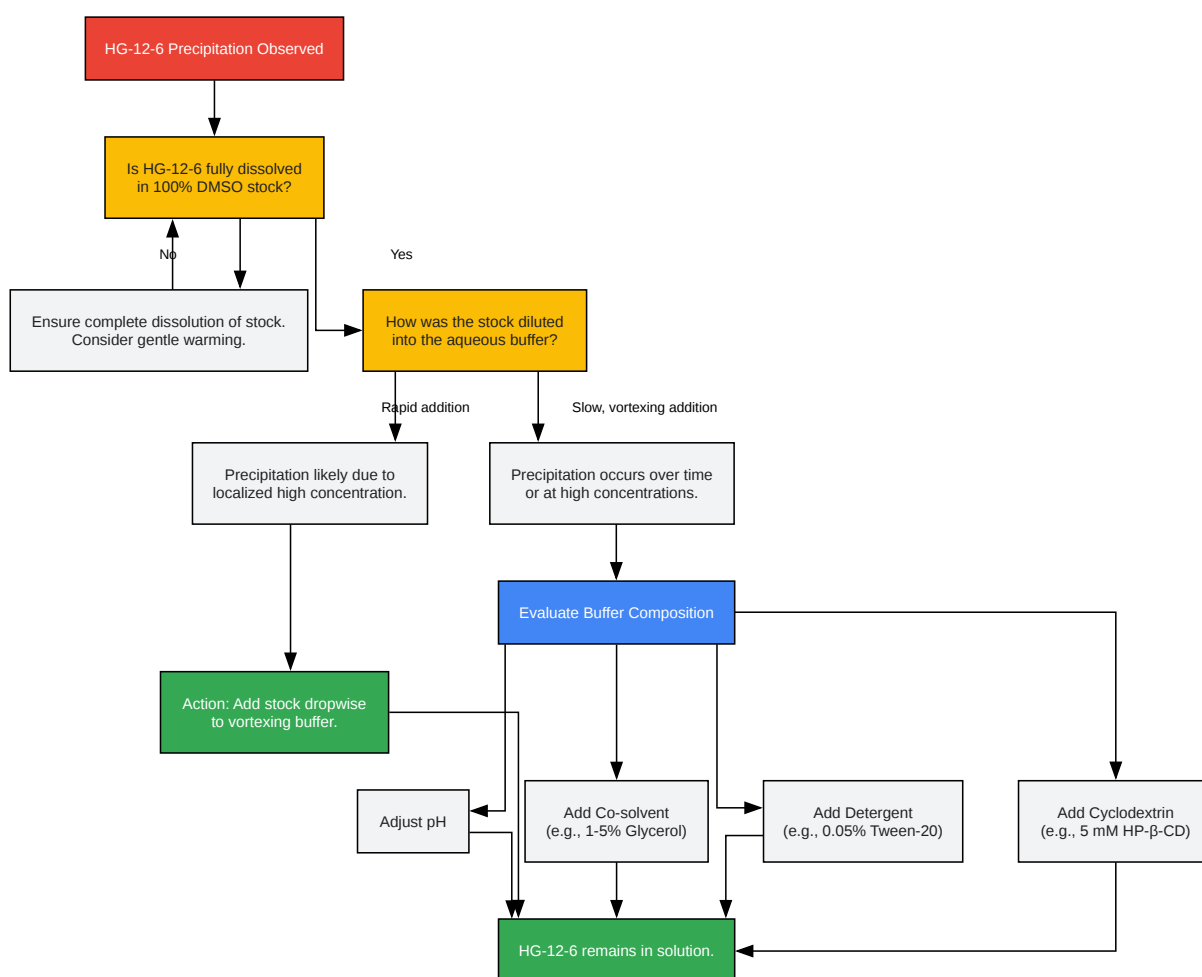 HG-12-6 Precipitation Observed
Is HG-12-6 fully dissolved
in 100% DMSO stock?
No
Yes
Ensure complete dissolution of stock.
Consider gentle warming.
How was the stock diluted
into the aqueous buffer?
Rapid addition
Slow, vortexing addition
Precipitation likely due to
localized high concentration.
Precipitation occurs over time
or at high concentrations.
Evaluate Buffer Composition
Action: Add stock dropwise
to vortexing buffer.
Adjust pH
Add Co-solvent
(e.g., 1-5% Glycerol)
Add Detergent
(e.g., 0.05% Tween-20)
Add Cyclodextrin
(e.g., 5 mM HP-β-CD)
HG-12-6 remains in solution.